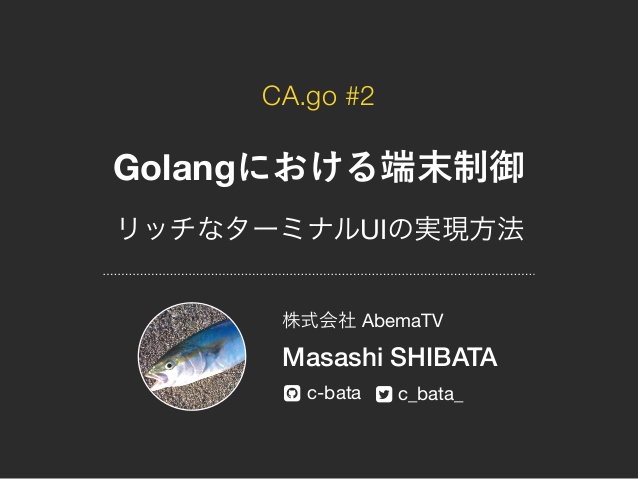 CA.go #2
Golangにおける端末制御
リッチなターミナルUIの実現方法
株式会社 AbemaTV
Masashi SHIBATA
c-bata c_bata_